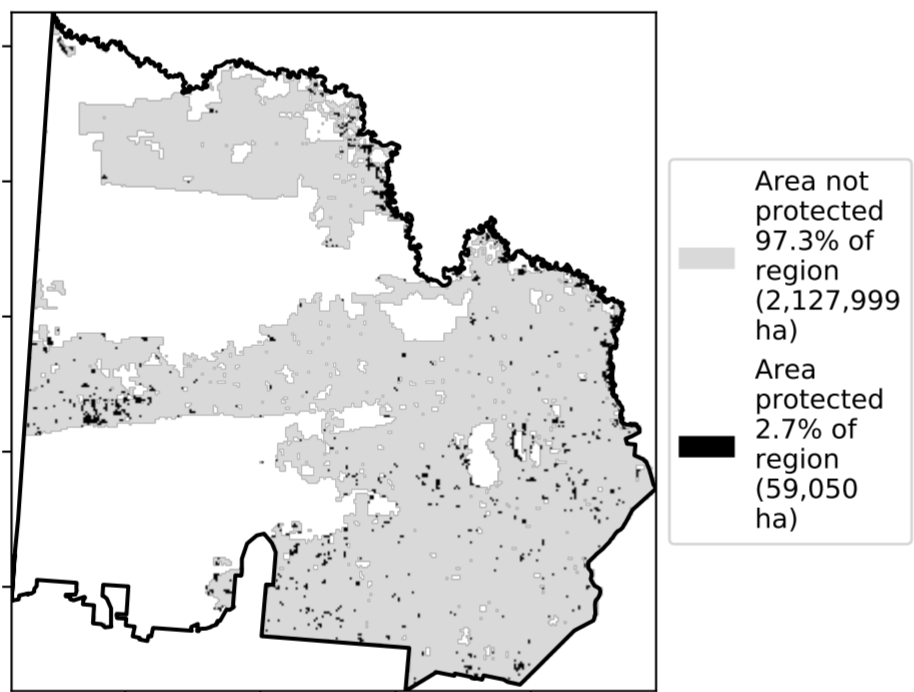 Area not
protected
97.3% of
region
(2,127,999
ha)
Area
protected
2.7% of
region
(59,050
ha)